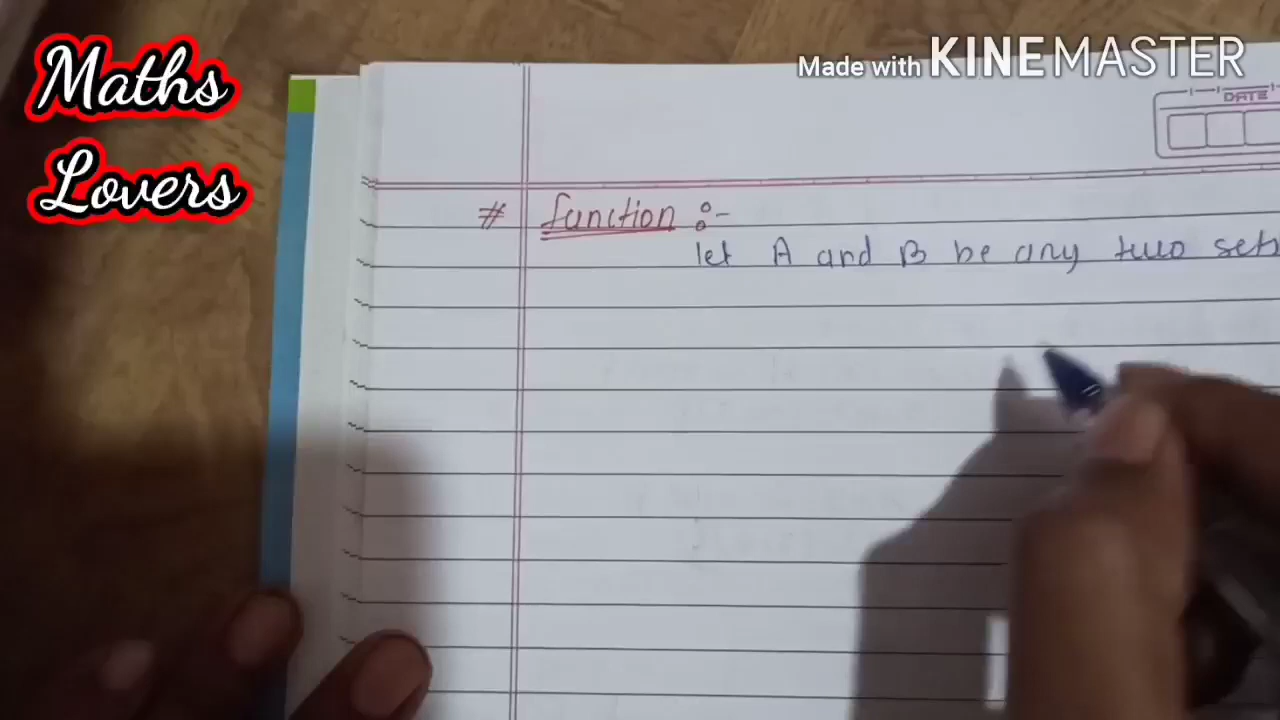 Maths
Lovers
Made with KINEMASTER
DATE
# function :-
let A and B be any two sets